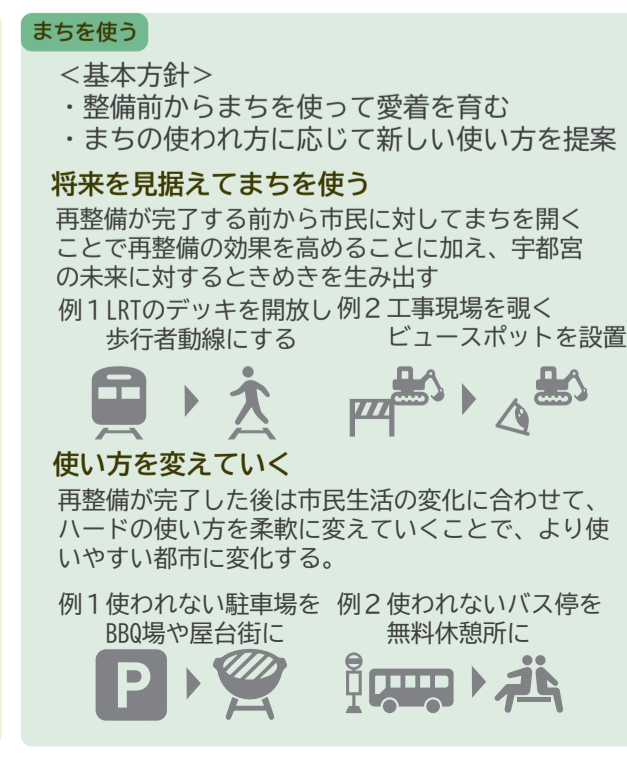 まちを使う
＜基本方針＞
・整備前からまちを使って愛着を育む
・まちの使われ方に応じて新しい使い方を提案
将来を見据えてまちを使う
再整備が完了する前から市民に対してまちを開く
ことで再整備の効果を高めることに加え、宇都宮
の未来に対するときめきを生み出す
例１LRTのデッキを開放し
歩行者動線にする
例２工事現場を覗く
ビュースポットを設置
使い方を変えていく
再整備が完了した後は市民生活の変化に合わせて、
ハードの使い方を柔軟に変えていくことで、より使
いやすい都市に変化する。
例１使われない駐車場を
BBQ場や屋台街に
例２使われないバス停を
無料休憩所に
P